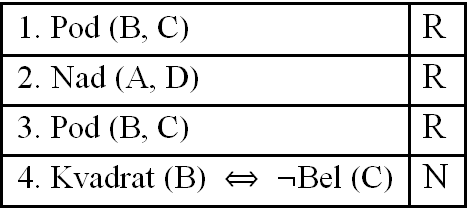 1. Pod (B, C) R
2. Nad (A, D) R
3. Pod (B, C) R
4. Kvadrat (B) ⇔ ¬Bel (C) N